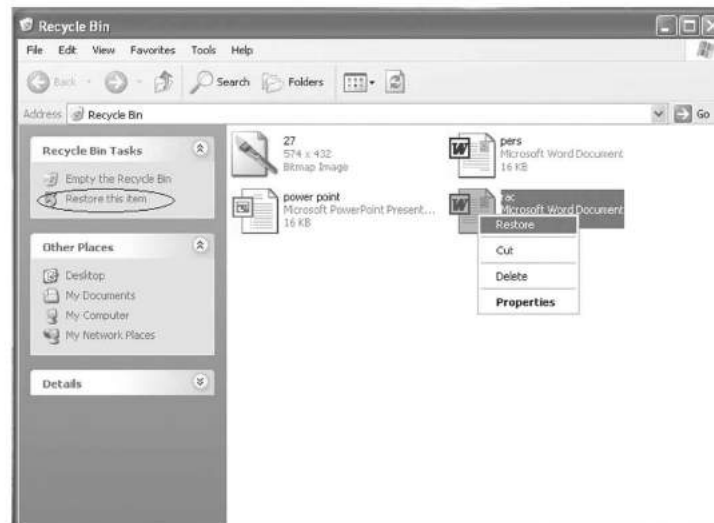 Recycle Bin
File Edit View Favorites Tools Help
Back Search Folders
Address Recycle Bin Go
Recycle Bin Tasks
Empty the Recycle Bin
Restore this item
Other Places
Desktop
My Documents
My Computer
My Network Places
Details
27
574 x 432
Bitmap Image
pers
Microsoft Word Document
16 KB
power point
Microsoft PowerPoint Present...
16 KB
Microsoft Word Document
Restore
Cut
Delete
Properties